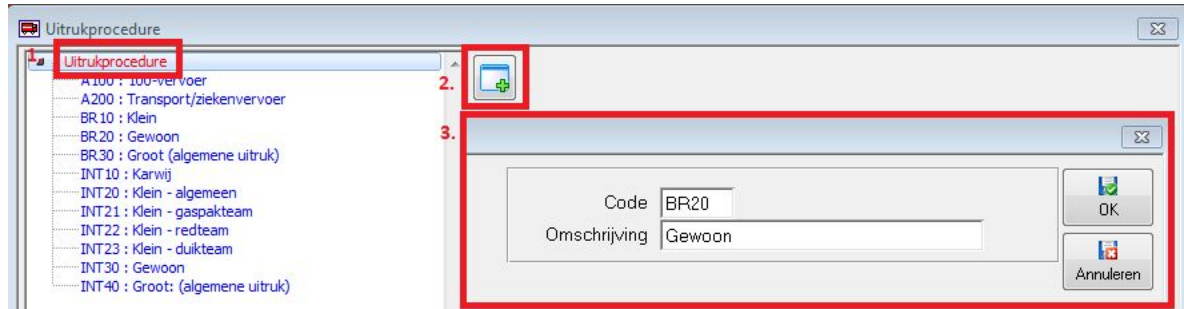 Uitrukprocedure
1.
Uitrukprocedure
A100 : 100-vervoer
A200 : Transport/ziekenvervoer
BR10 : Klein
BR20 : Gewoon
BR30 : Groot (algemene uitruk)
INT10 : Karwij
INT20 : Klein - algemeen
INT21 : Klein - gaspakteam
INT22 : Klein - redteam
INT23 : Klein - duikteam
INT30 : Gewoon
INT40 : Groot: (algemene uitruk)
2.
3.
Code BR20
Omschrijving Gewoon
OK
Annuleren